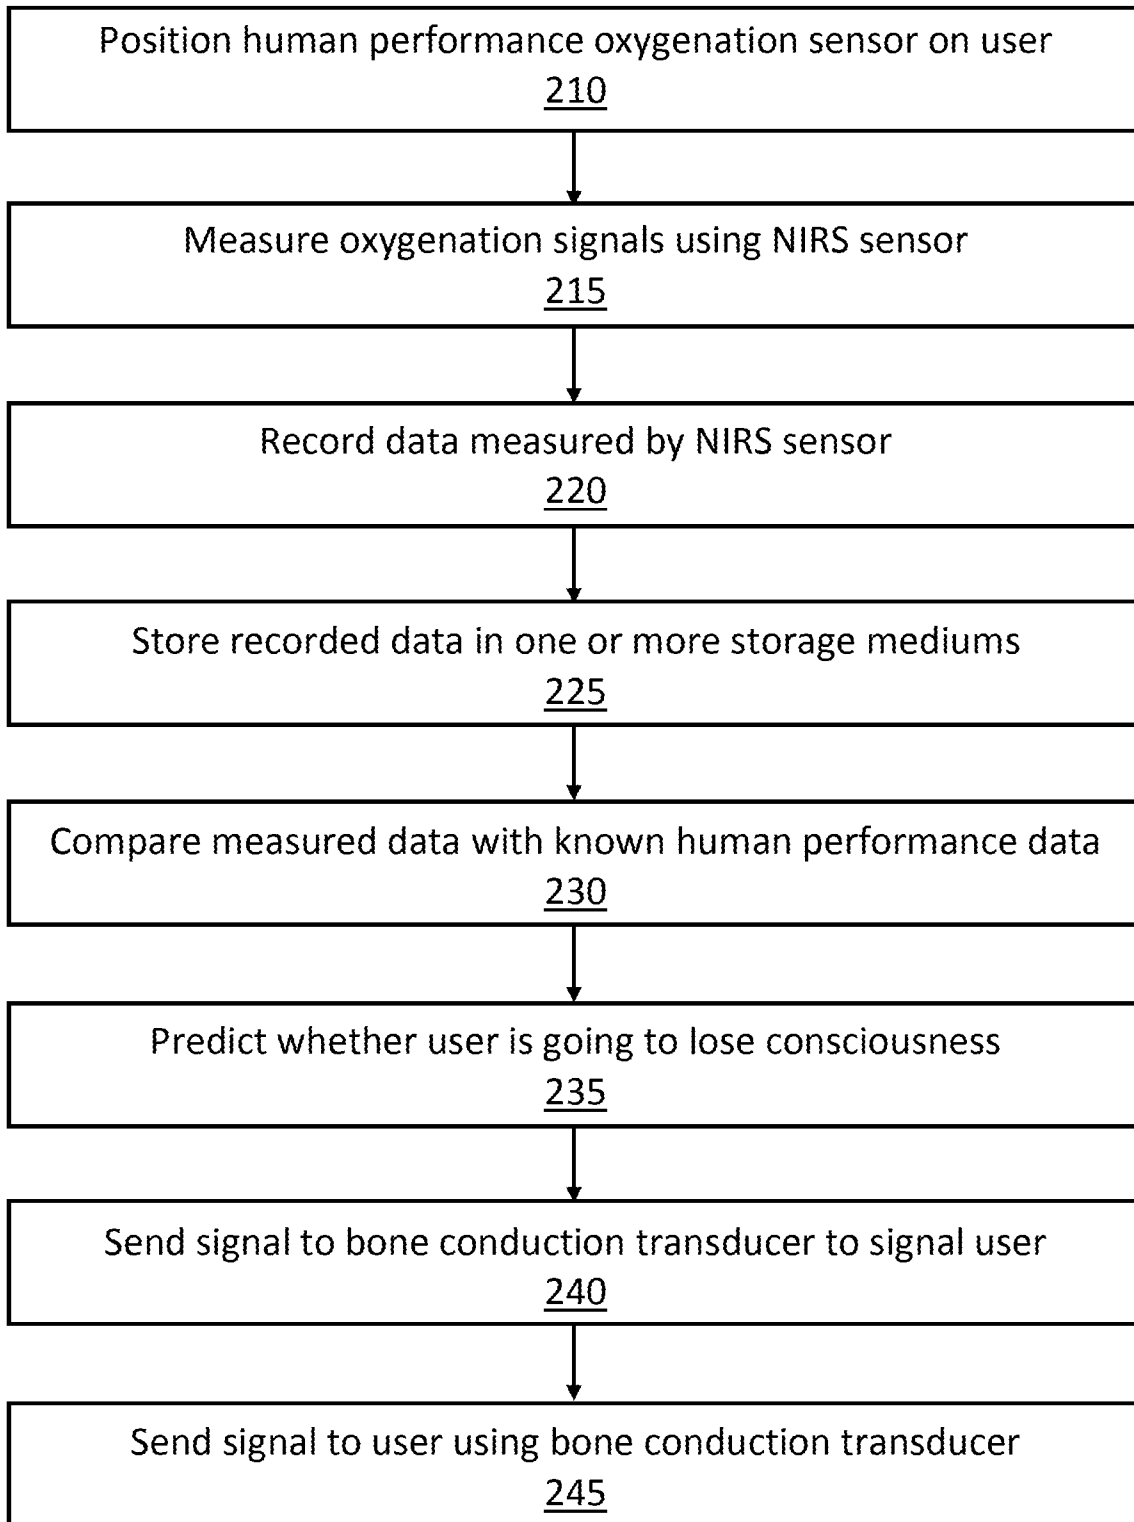 Position human performance oxygenation sensor on user
210
Measure oxygenation signals using NIRS sensor
215
Record data measured by NIRS sensor
220
Store recorded data in one or more storage mediums
225
Compare measured data with known human performance data
230
Predict whether user is going to lose consciousness
235
Send signal to bone conduction transducer to signal user
240
Send signal to user using bone conduction transducer
245